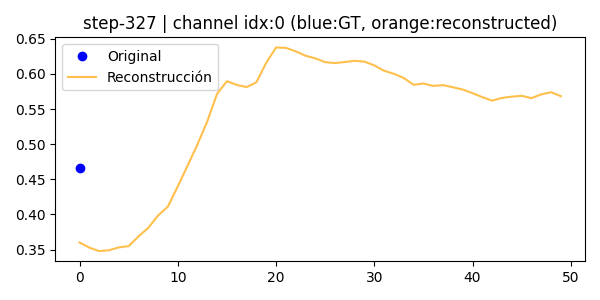 step-327 | channel idx:0 (blue:GT, orange:reconstructed)
Original
Reconstrucción
0.65
0.60
0.55
0.50
0.45
0.40
0.35
0 10 20 30 40 50